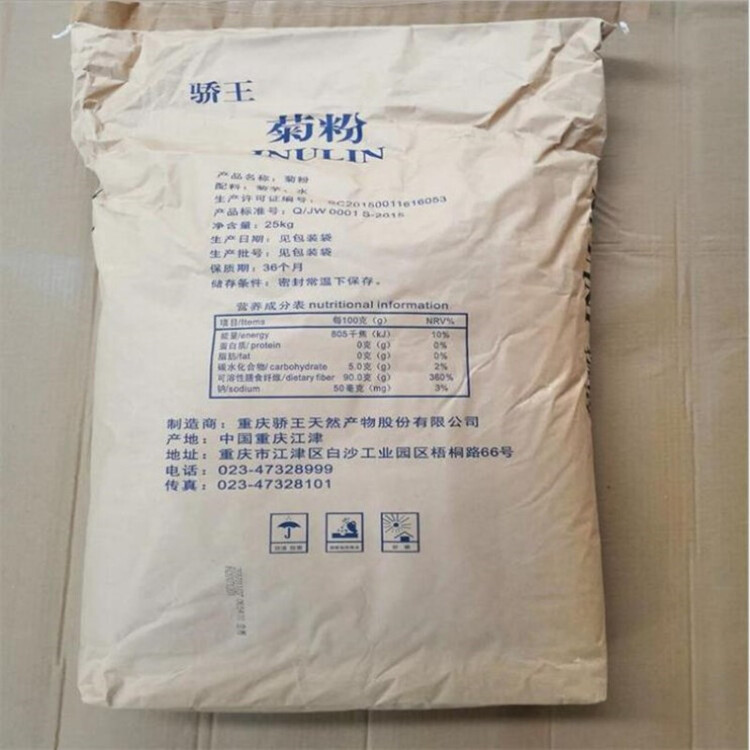 骄王
菊粉
INULIN
产品名称：菊粉
配料：菊芋、水
生产许可证编号：SC20150011616053
产品标准号：Q/JW 0001 S-2015
净含量：25kg
生产日期：见包装袋
生产批号：见包装袋
保质期：36个月
储存条件：密封常温下保存。
营养成分表 nutritional information
项目/Items 每100克（g） NRV%
能量/energy 805千焦（kJ） 10%
蛋白质/protein 0克（g） 0%
脂肪/fat 0克（g） 0%
碳水化合物/carbohydrate 5.0克（g） 2%
可溶性膳食纤维/dietary fiber 90.0克（g） 360%
钠/sodium 50毫克（mg） 3%
制造商：重庆骄王天然产物股份有限公司
产地：中国重庆江津
地址：重庆市江津区白沙工业园区梧桐路66号
电话：023-47328999
传真：023-47328101